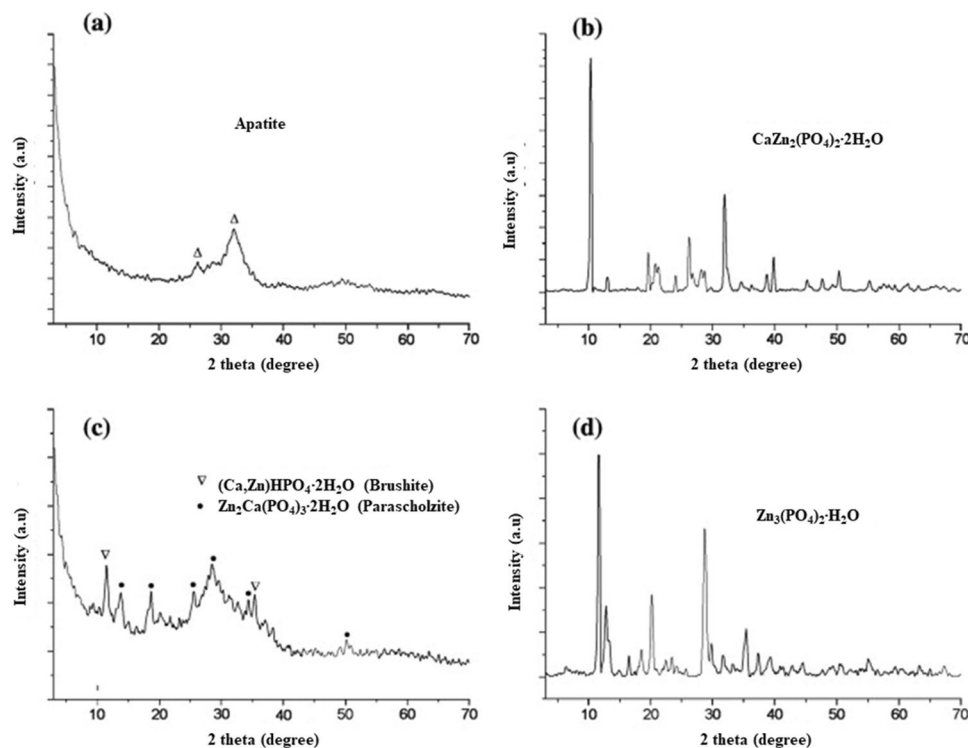 (a)
Apatite
Δ
Δ
Intensity (a.u)
10 20 30 40 50 60 70
2 theta (degree)
(b)
CaZn₂(PO₄)₂·2H₂O
Intensity (a.u)
10 20 30 40 50 60 70
2 theta (degree)
(c)
▽ (Ca,Zn)HPO4·2H₂O (Brushite)
• Zn₂Ca(PO₄)₃·2H₂O (Parascholzite)
Intensity (a.u)
10 20 30 40 50 60 70
2 theta (degree)
(d)
Zn₃(PO₄)₂·H₂O
Intensity (a.u)
10 20 30 40 50 60 70
2 theta (degree)